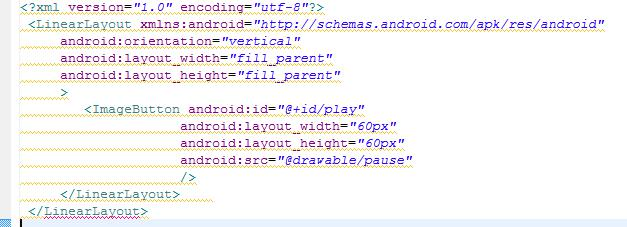 <?xml version="1.0" encoding="utf-8"?>
<LinearLayout xmlns:android="http://schemas.android.com/apk/res/android"
android:orientation="vertical"
android:layout_width="fill_parent"
android:layout_height="fill_parent"
>
<ImageButton android:id="@+id/play"
android:layout_width="60px"
android:layout_height="60px"
android:src="@drawable/pause"
/>
</LinearLayout>
</LinearLayout>